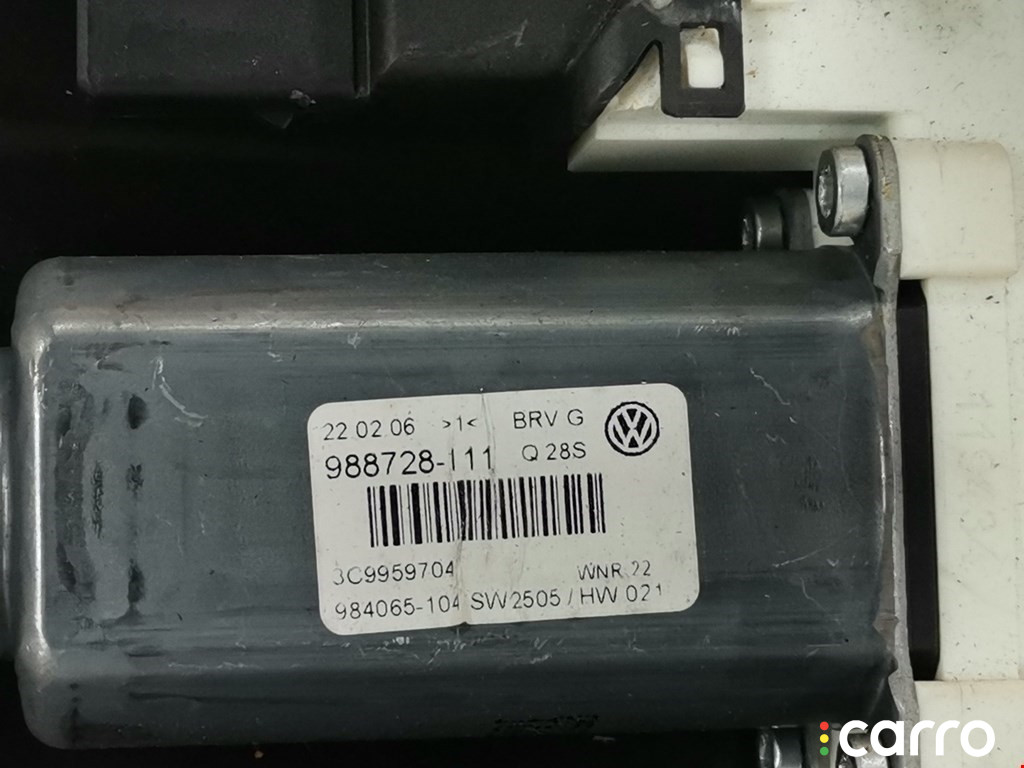 22 02 06 >1< BRV G
988728-111 Q 28S
3C9959704 WNR 22
984065-104 SW2505 / HW 021
carro